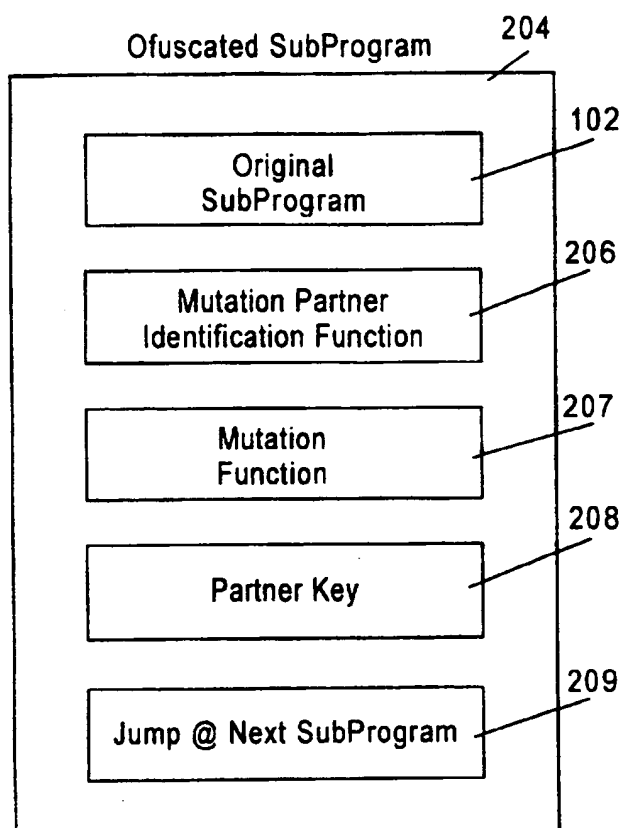 Ofuscated SubProgram
204
102
Original
SubProgram
206
Mutation Partner
Identification Function
207
Mutation
Function
208
Partner Key
209
Jump @ Next SubProgram